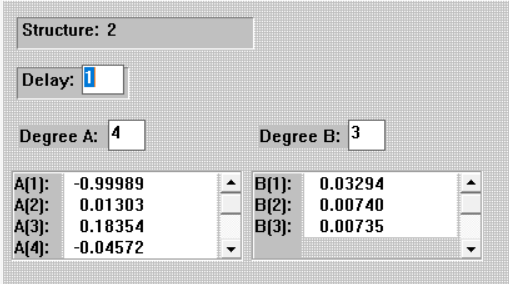 Structure: 2
Delay: 1
Degree A: 4 Degree B: 3
A(1): -0.99989 B(1): 0.03294
A(2): 0.01303 B(2): 0.00740
A(3): 0.18354 B(3): 0.00735
A(4): -0.04572